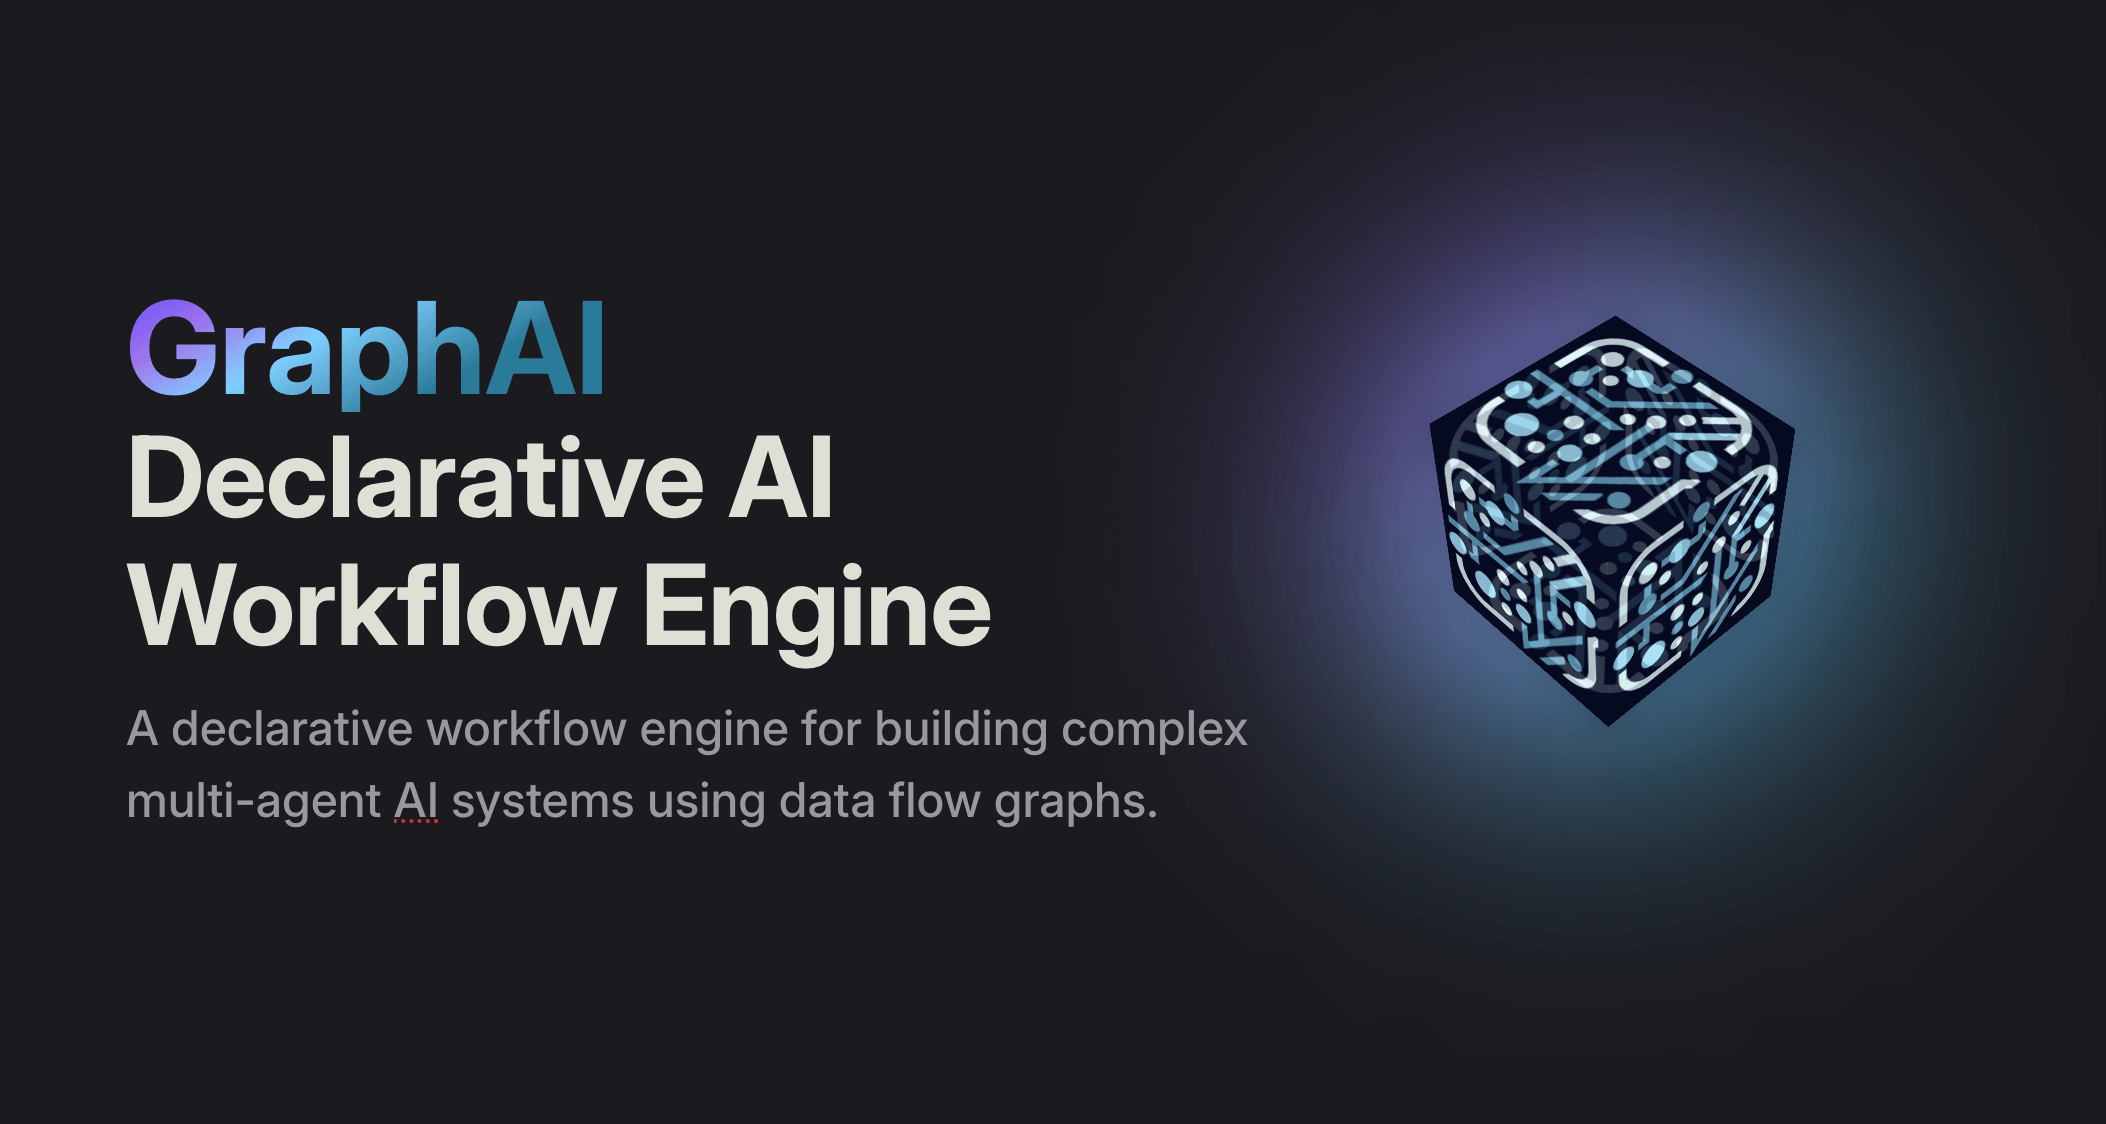 GraphAI
Declarative AI
Workflow Engine
A declarative workflow engine for building complex
multi-agent AI systems using data flow graphs.